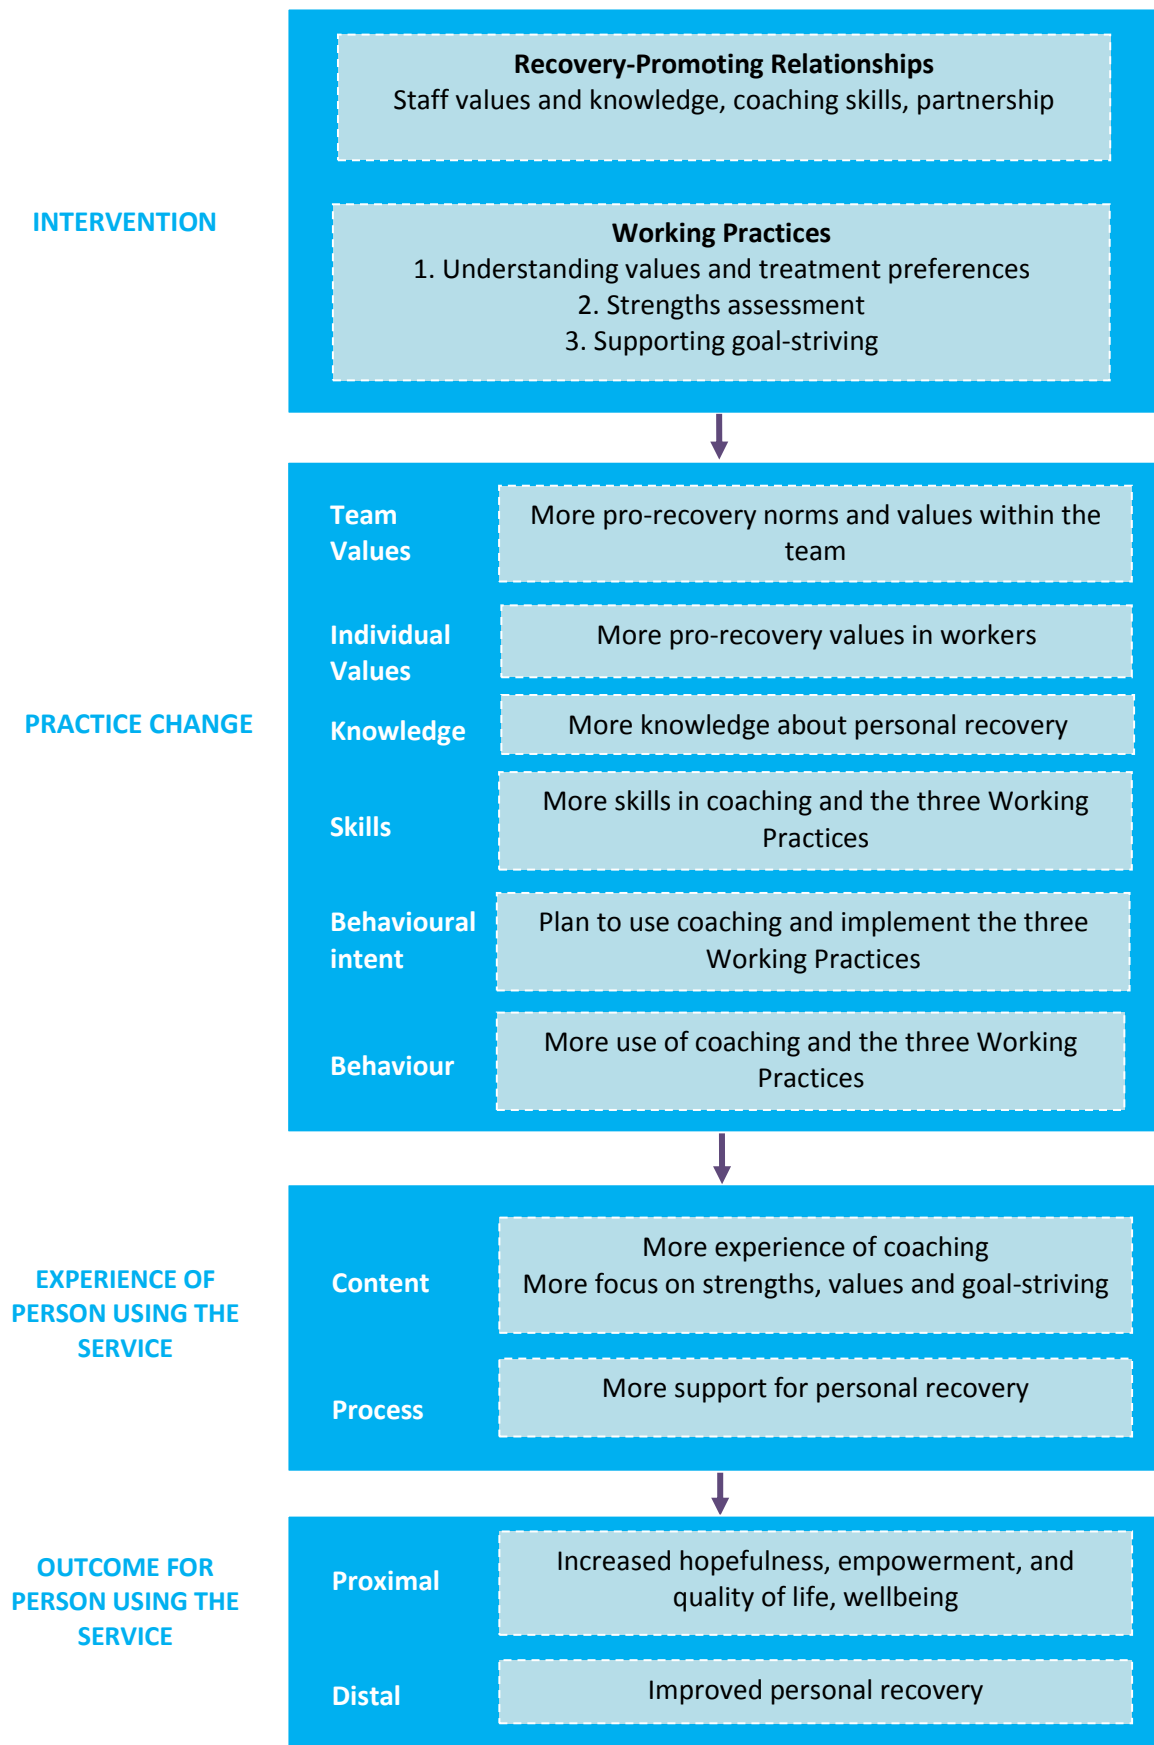 Recovery-Promoting Relationships
Staff values and knowledge, coaching skills, partnership
INTERVENTION
Working Practices
1. Understanding values and treatment preferences
2. Strengths assessment
3. Supporting goal-striving
PRACTICE CHANGE
Team
Values
More pro-recovery norms and values within the
team
Individual
Values
More pro-recovery values in workers
Knowledge
More knowledge about personal recovery
Skills
More skills in coaching and the three Working
Practices
Behavioural
intent
Plan to use coaching and implement the three
Working Practices
Behaviour
More use of coaching and the three Working
Practices
EXPERIENCE OF
PERSON USING THE
SERVICE
Content
More experience of coaching
More focus on strengths, values and goal-striving
Process
More support for personal recovery
OUTCOME FOR
PERSON USING THE
SERVICE
Proximal
Increased hopefulness, empowerment, and
quality of life, wellbeing
Distal
Improved personal recovery